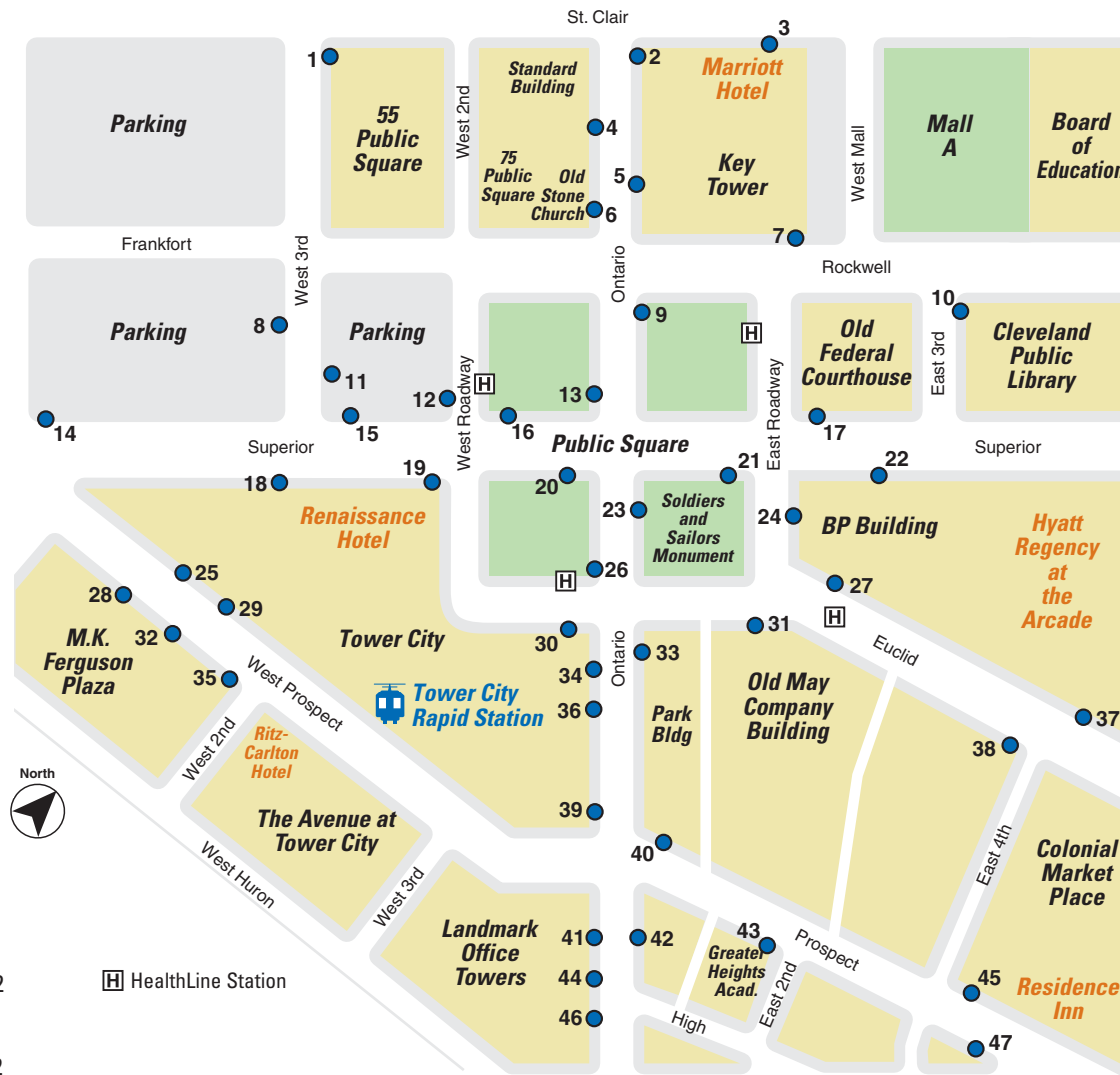 St. Clair
1
2
3
Parking
55
Public
Square
West 2nd
Standard
Building
75
Public
Square
Old
Stone
Church
4
5
6
Marriott
Hotel
Key
Tower
7
West Mall
Mall
A
Board
of
Education
Frankfort
West 3rd
Ontario
Rockwell
Parking
8
Parking
11
12
H
West Roadway
9
13
H
East Roadway
Old
Federal
Courthouse
East 3rd
10
Cleveland
Public
Library
14
15
16
17
Superior
Public Square
Superior
18
19
20
21
22
Renaissance
Hotel
23
Soldiers
and
Sailors
Monument
24
BP Building
Hyatt
Regency
at
the
Arcade
25
26
H
27
H
28
29
M.K.
Ferguson
Plaza
32
35
Tower City
30
31
33
34
Ontario
Euclid
West Prospect
Tower City
Rapid Station
36
Park
Bldg
Old May
Company
Building
37
38
West 2nd
Ritz-
Carlton
Hotel
North
The Avenue at
Tower City
39
40
East 4th
Colonial
Market
Place
West Huron
West 3rd
Landmark
Office
Towers
41
42
43
Greater
Heights
Acad.
Prospect
44
45
Residence
Inn
46
High
East 2nd
47
2
H HealthLine Station
2